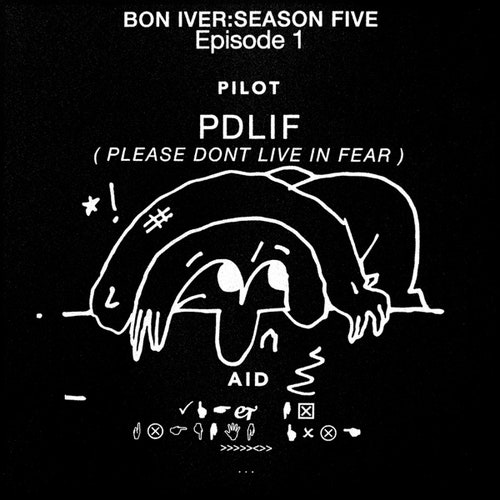 BON IVER:SEASON FIVE
Episode 1
PILOT
PDLIF
( PLEASE DONT LIVE IN FEAR )
*!
#
AID
>>>>><>>
...